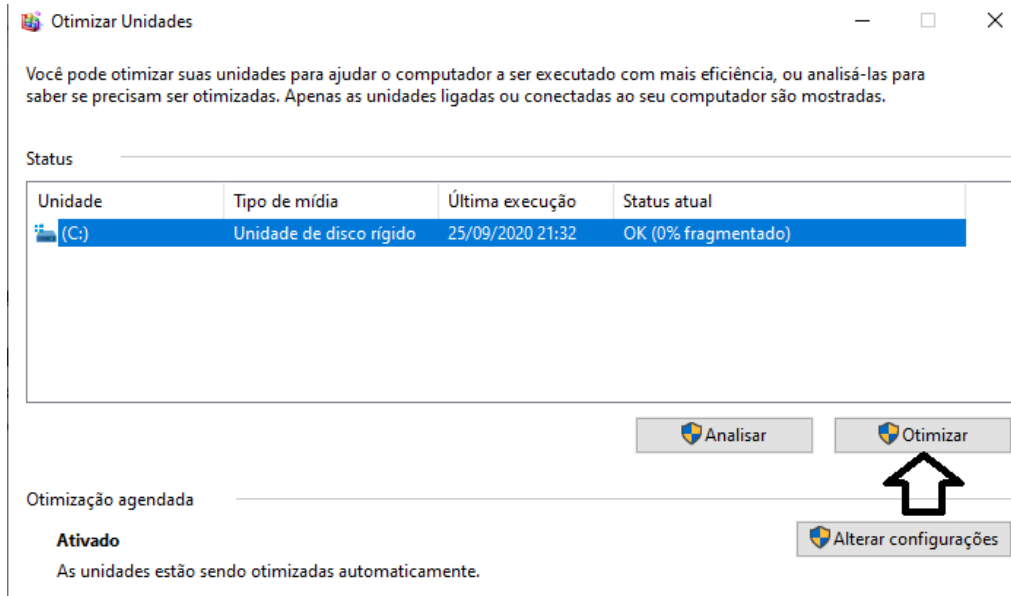 Otimizar Unidades
Você pode otimizar suas unidades para ajudar o computador a ser executado com mais eficiência, ou analisá-las para
saber se precisam ser otimizadas. Apenas as unidades ligadas ou conectadas ao seu computador são mostradas.
Status
Unidade Tipo de mídia Última execução Status atual
(C:) Unidade de disco rígido 25/09/2020 21:32 OK (0% fragmentado)
Analisar Otimizar
Otimização agendada
Ativado Alterar configurações
As unidades estão sendo otimizadas automaticamente.